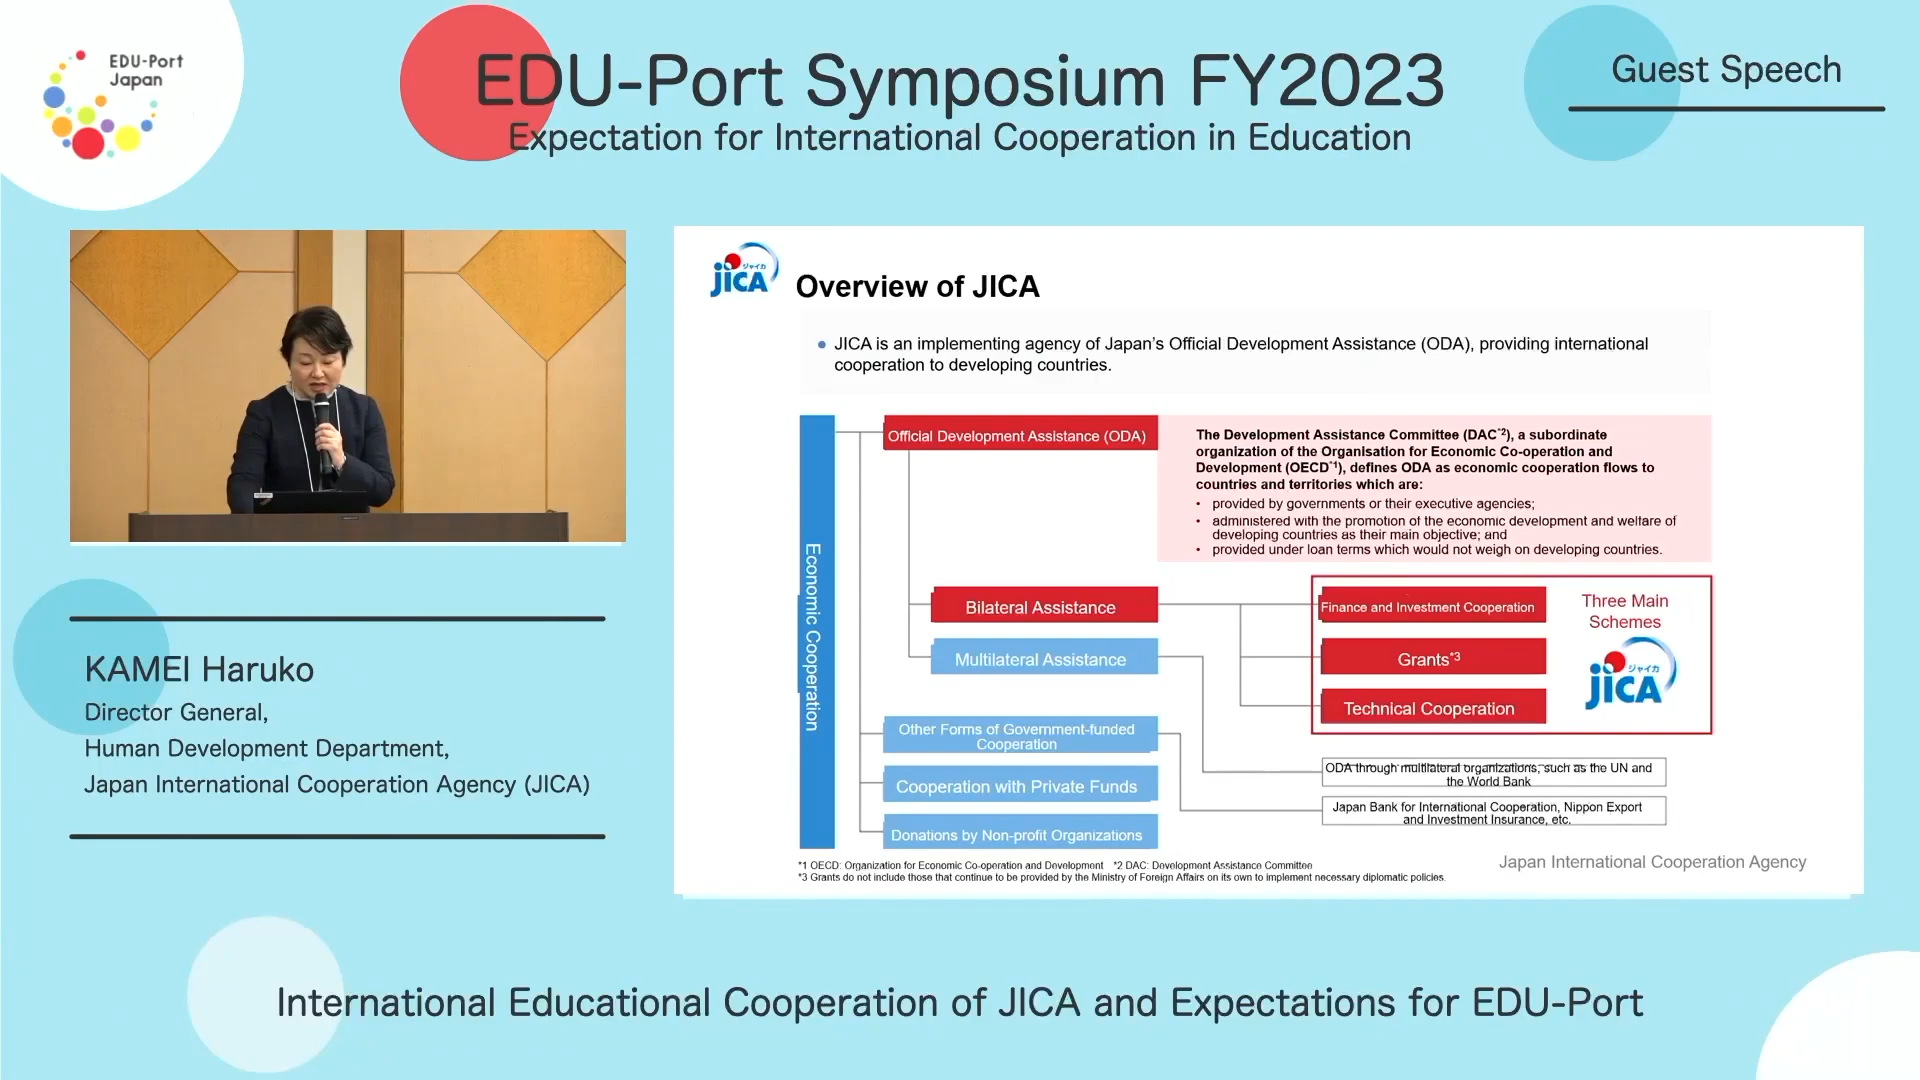 EDU-Port
Japan
EDU-Port Symposium FY2023
Expectation for International Cooperation in Education
Guest Speech
KAMEI Haruko
Director General,
Human Development Department,
Japan International Cooperation Agency (JICA)
ジャイカ
JICA
Overview of JICA
• JICA is an implementing agency of Japan's Official Development Assistance (ODA), providing international
cooperation to developing countries.
Economic Cooperation
Official Development Assistance (ODA)
The Development Assistance Committee (DAC*2), a subordinate
organization of the Organisation for Economic Co-operation and
Development (OECD*1), defines ODA as economic cooperation flows to
countries and territories which are:
• provided by governments or their executive agencies;
• administered with the promotion of the economic development and welfare of
developing countries as their main objective; and
• provided under loan terms which would not weigh on developing countries.
Bilateral Assistance
Multilateral Assistance
Finance and Investment Cooperation
Grants*3
Technical Cooperation
Three Main
Schemes
ジャイカ
JICA
Other Forms of Government-funded
Cooperation
Cooperation with Private Funds
Donations by Non-profit Organizations
ODA through multilateral organizations, such as the UN and
the World Bank
Japan Bank for International Cooperation, Nippon Export
and Investment Insurance, etc.
*1 OECD: Organization for Economic Co-operation and Development *2 DAC: Development Assistance Committee
*3 Grants do not include those that continue to be provided by the Ministry of Foreign Affairs on its own to implement necessary diplomatic policies.
Japan International Cooperation Agency
International Educational Cooperation of JICA and Expectations for EDU-Port